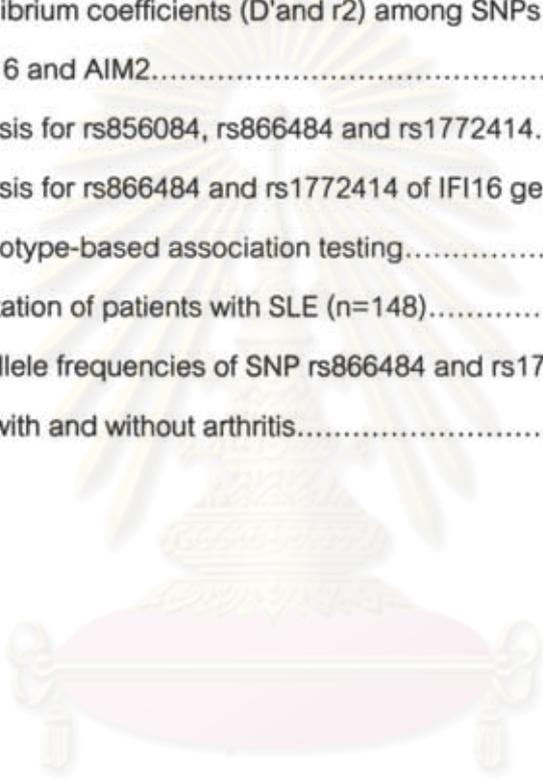 ibrium coefficients (D'and r2) among SNPs
6 and AIM2.......................................
sis for rs856084, rs866484 and rs1772414.
sis for rs866484 and rs1772414 of IFI16 ge
otype-based association testing...............
tation of patients with SLE (n=148)............
llele frequencies of SNP rs866484 and rs17
with and without arthritis..........................